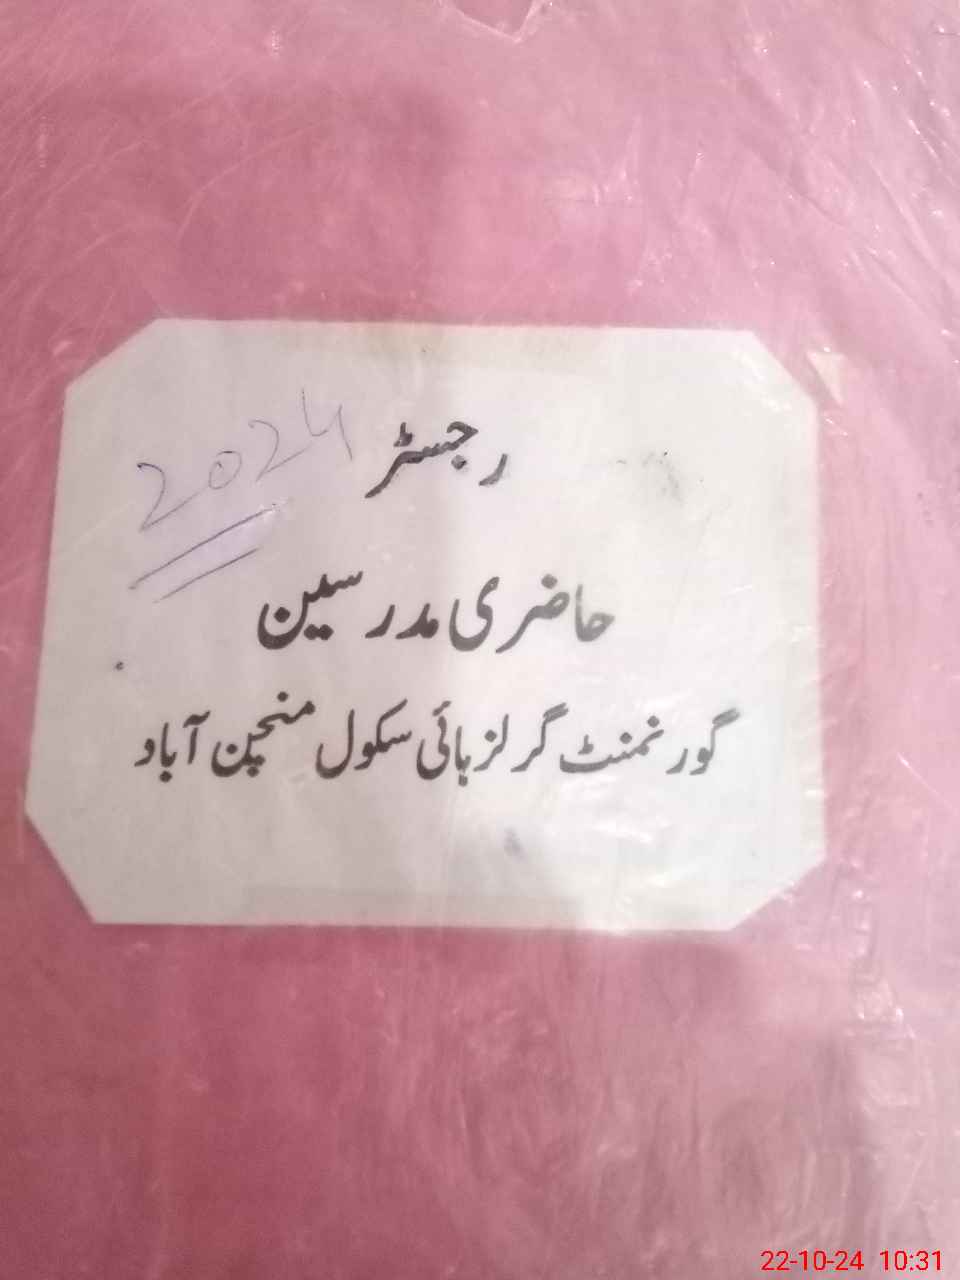 رجسٹر 2024
حاضری مدرسین
گورنمنٹ گرلز ہائی سکول منچن آباد
22-10-24 10:31